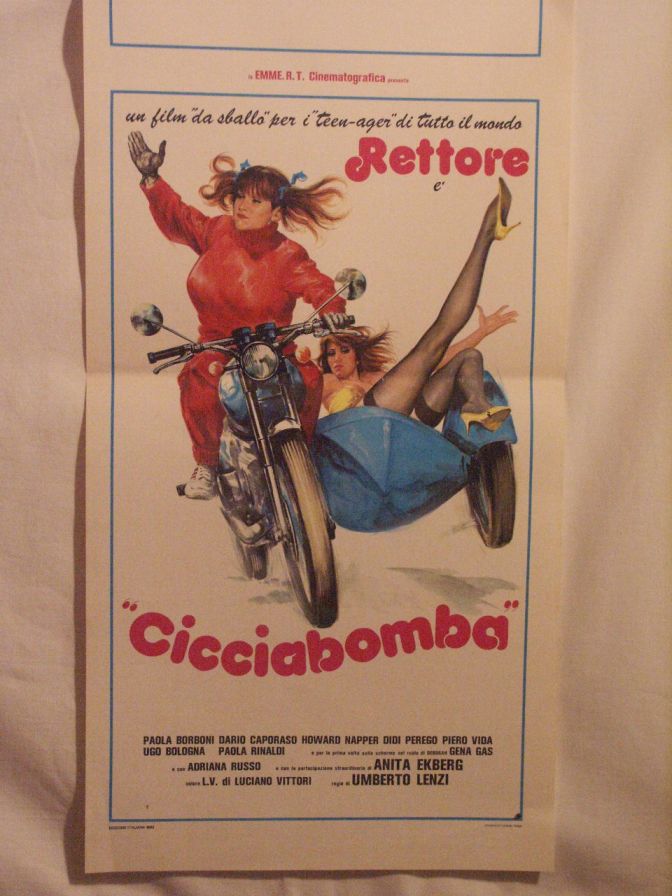 la EMME.R.T. Cinematografica presenta
un film "da sballo" per i "teen-ager" di tutto il mondo
Rettore
è
"Cicciabomba"
PAOLA BORBONI DARIO CAPORASO HOWARD NAPPER DIDI PEREGO PIERO VIDA
UGO BOLOGNA PAOLA RINALDI e per la prima volta sullo schermo nel ruolo di DEBORAH GENA GAS
e con ADRIANA RUSSO e con la partecipazione straordinaria di ANITA EKBERG
colore L.V. di LUCIANO VITTORI regia di UMBERTO LENZI